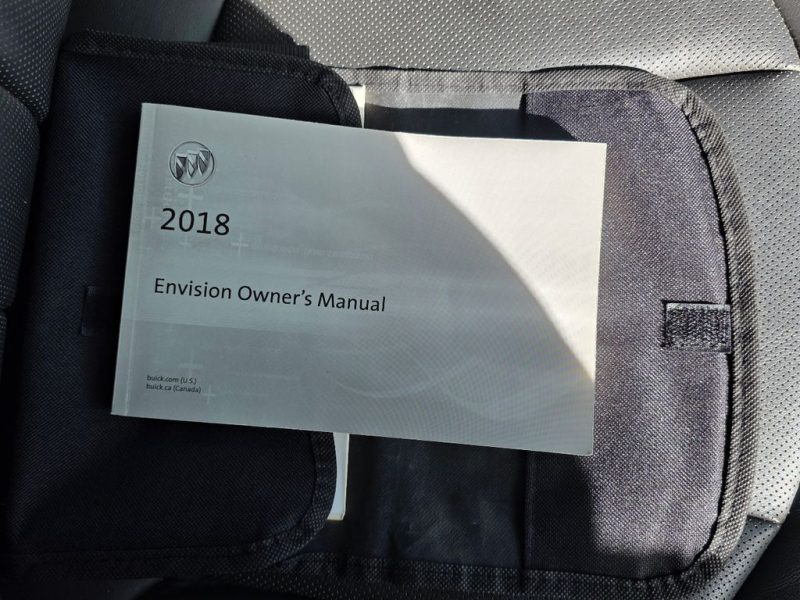 2018
Envision Owner's Manual
buick.com (U.S.)
buick.ca (Canada)